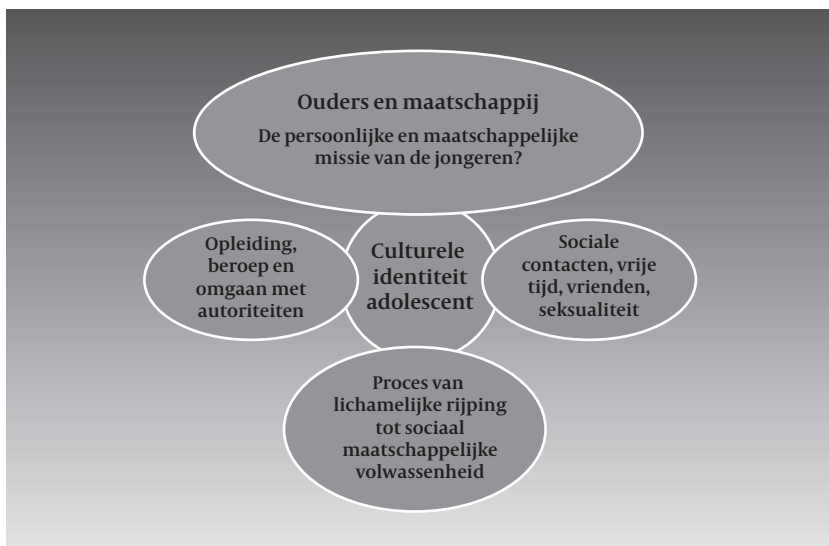 Ouders en maatschappij
De persoonlijke en maatschappelijke
missie van de jongeren?
Opleiding,
beroep en
omgaan met
autoriteiten
Culturele
identiteit
adolescent
Sociale
contacten, vrije
tijd, vrienden,
seksualiteit
Proces van
lichamelijke rijping
tot sociaal
maatschappelijke
volwassenheid